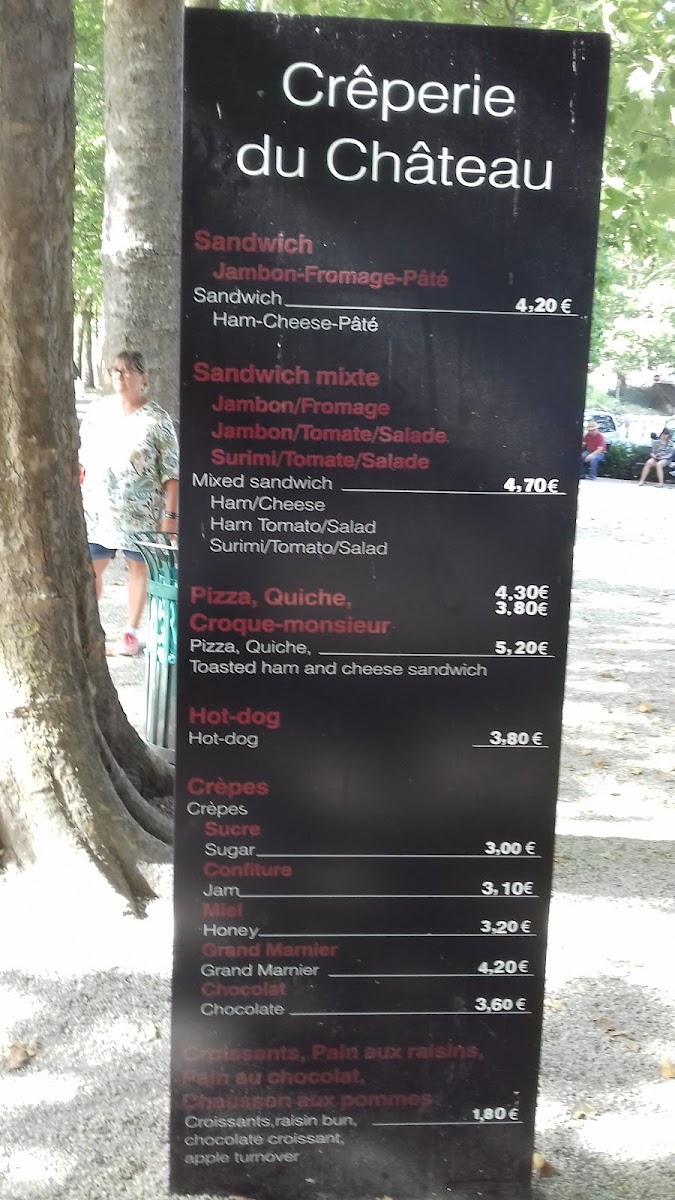 Crêperie
du Château
Sandwich
Jambon-Fromage-Pâté
Sandwich 4,20 €
Ham-Cheese-Pâté
Sandwich mixte
Jambon/Fromage
Jambon/Tomate/Salade
Surimi/Tomate/Salade
Mixed sandwich 4,70€
Ham/Cheese
Ham Tomato/Salad
Surimi/Tomato/Salad
Pizza, Quiche, 4.30€
3.80€
Croque-monsieur
Pizza, Quiche, 5,20€
Toasted ham and cheese sandwich
Hot-dog
Hot-dog 3,80 €
Crèpes
Crèpes
Sucre
Sugar 3,00 €
Confiture
Jam 3,10€
Miel
Honey 3,20 €
Grand Marnier
Grand Marnier 4,20 €
Chocolat
Chocolate 3,60 €
Croissants, Pain aux raisins,
Pain au chocolat,
Chausson aux pommes
Croissants,raisin bun, 1,80 €
chocolate croissant,
apple turnover